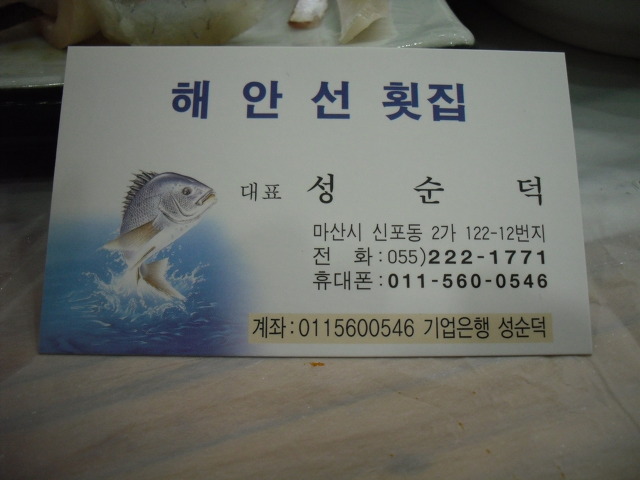 해안선 횟집
대표 성순덕
마산시 신포동 2가 122-12번지
전 화:055)222-1771
휴대폰:011-560-0546
계좌:0115600546 기업은행 성순덕